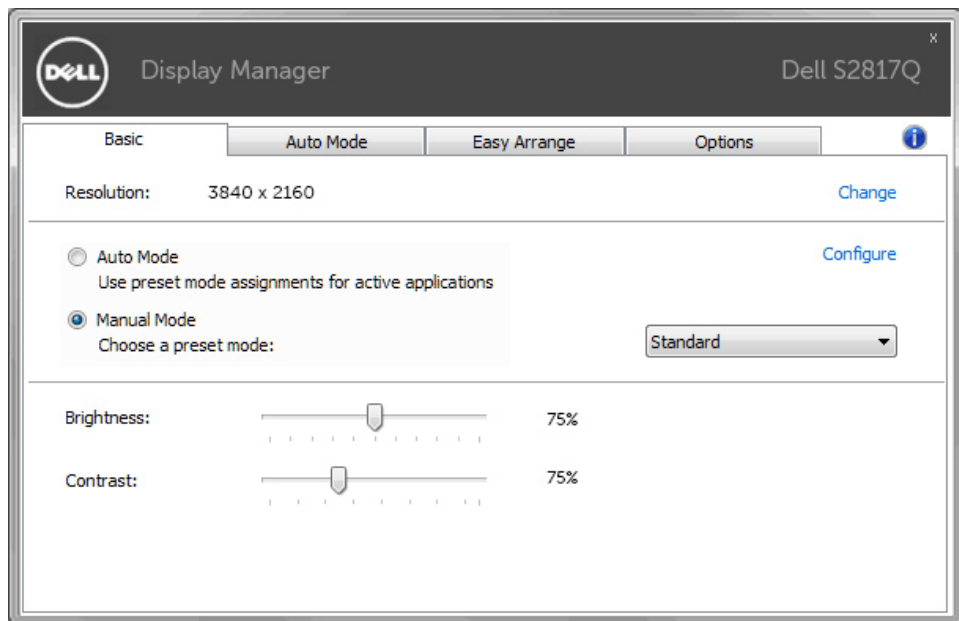 x
DELL
Display Manager
Dell S2817Q
Basic
Auto Mode
Easy Arrange
Options
i
Resolution: 3840 x 2160
Change
Auto Mode
Configure
Use preset mode assignments for active applications
Manual Mode
Choose a preset mode:
Standard
Brightness: 75%
Contrast: 75%